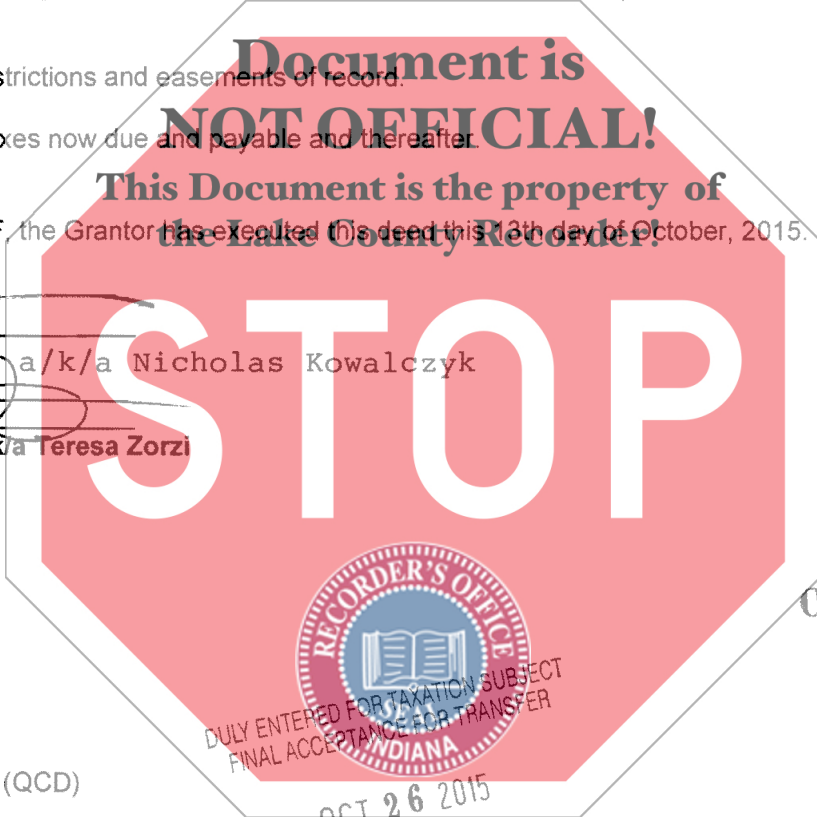 Document is
strictions and easements of record.
NOT OFFICIAL!
xes now due and payable and thereafter.
This Document is the property of
the Lake County Recorder!
, the Grantor has executed this deed this 13th day of October, 2015.
STOP
a/k/a Nicholas Kowalczyk
k/a Teresa Zorzi
RECORDER'S OFFICE
SEAL
INDIANA
DULY ENTERED FOR TAXATION SUBJECT
FINAL ACCEPTANCE FOR TRANSFER
(QCD)
OCT 26 2015